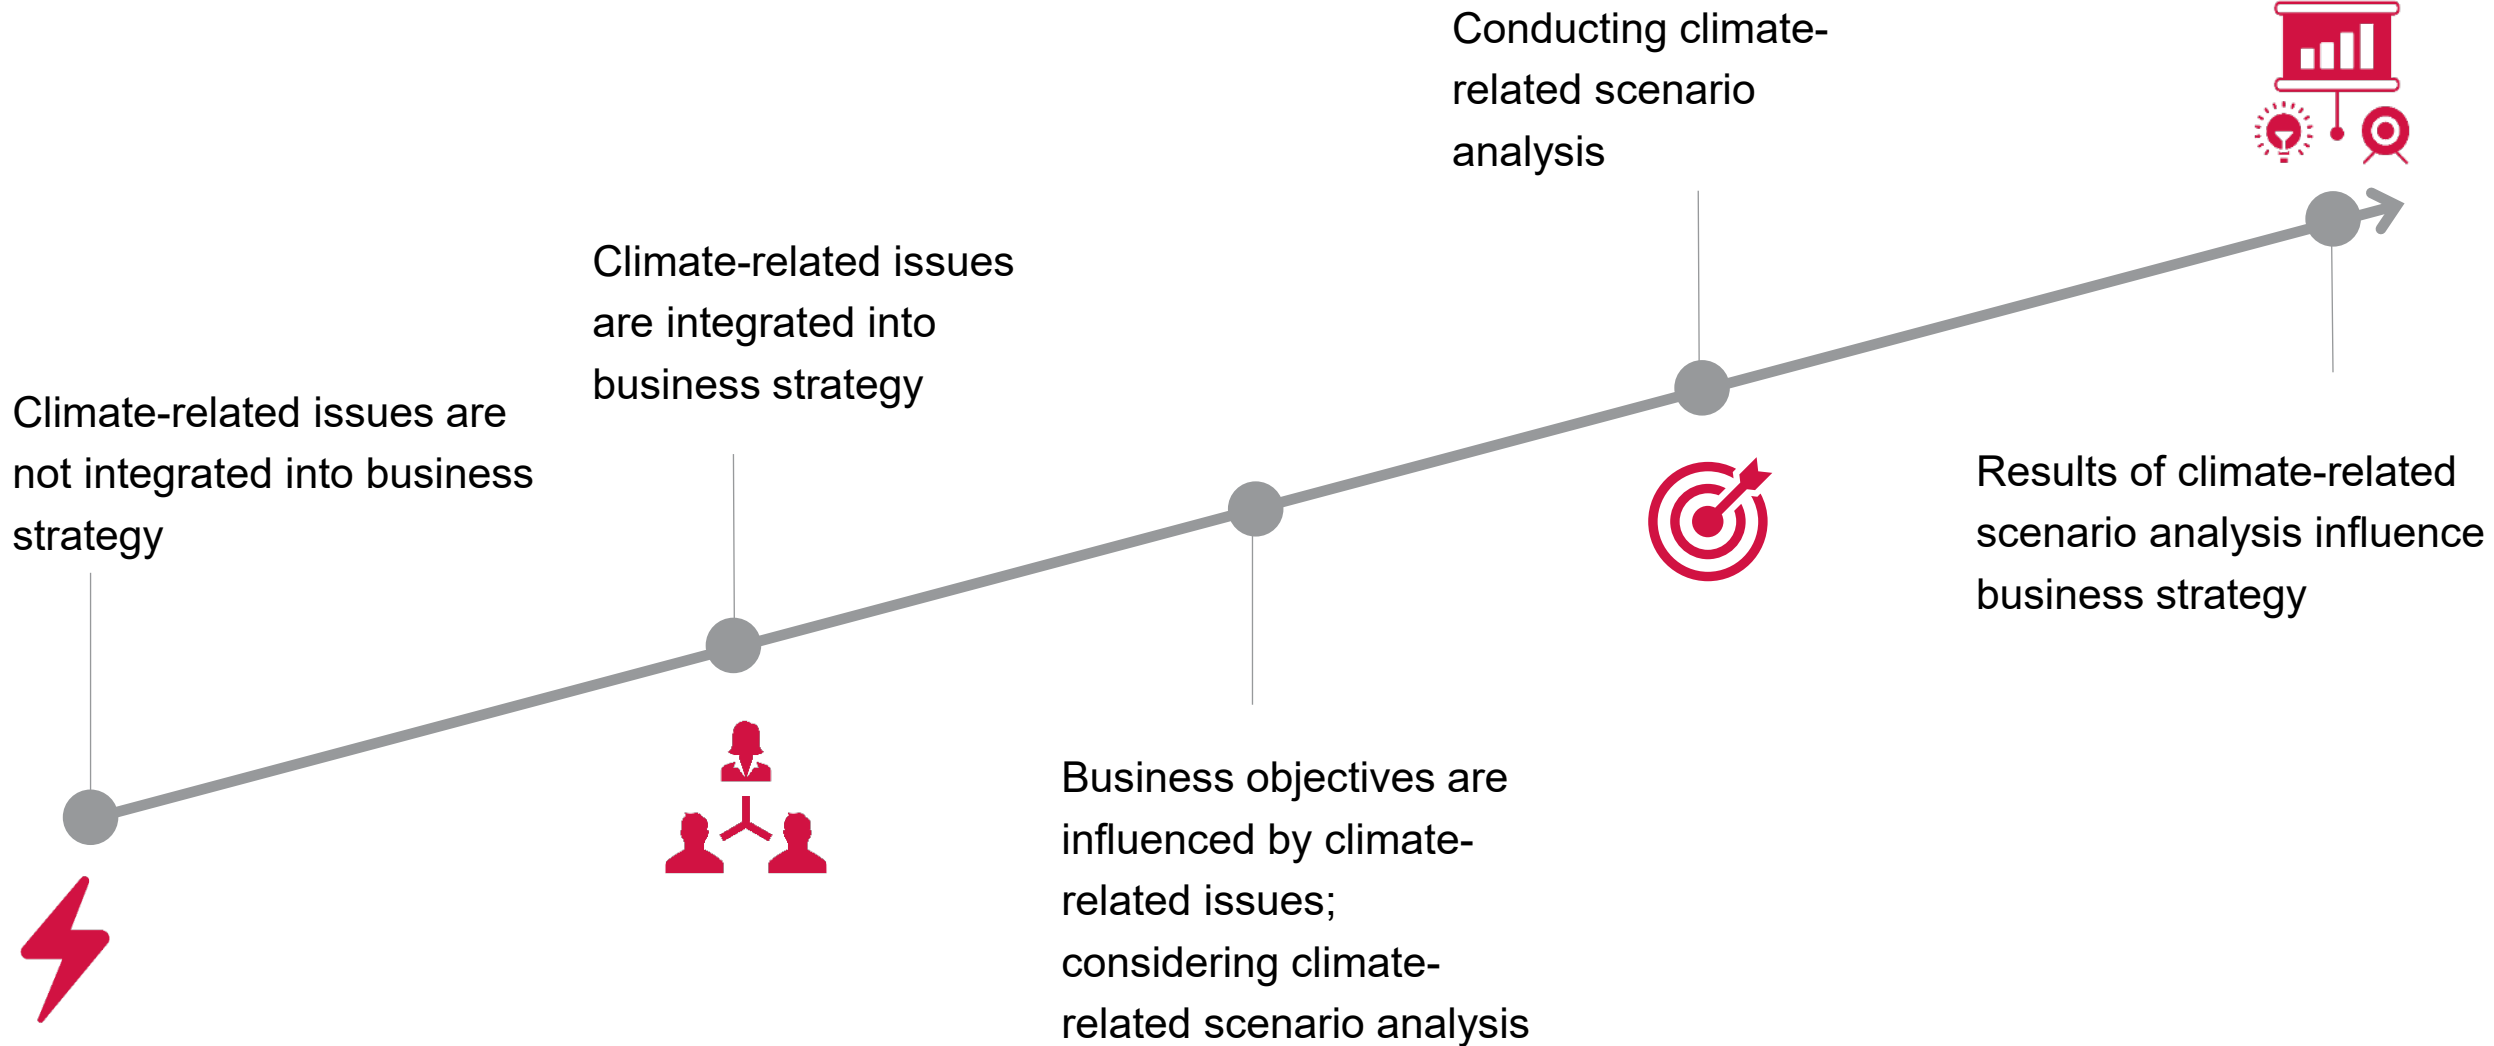 Climate-related issues are
not integrated into business
strategy
Climate-related issues
are integrated into
business strategy
Business objectives are
influenced by climate-
related issues;
considering climate-
related scenario analysis
Conducting climate-
related scenario
analysis
Results of climate-related
scenario analysis influence
business strategy